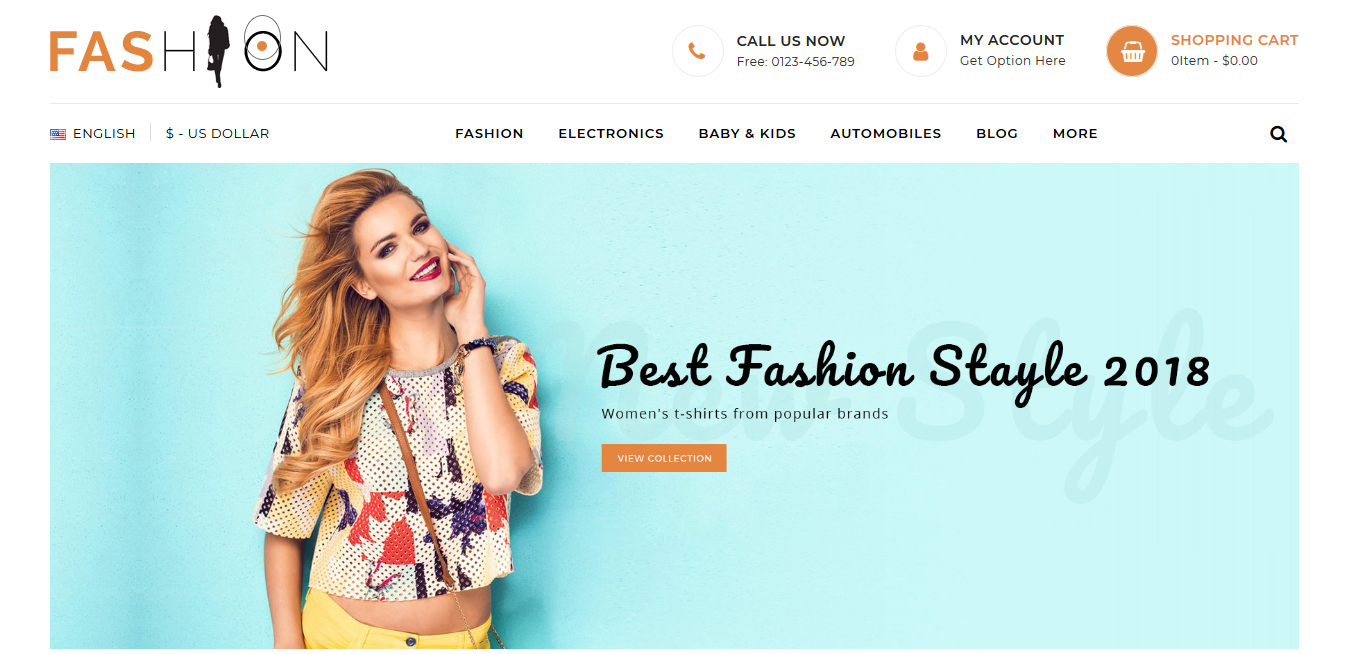 FASHION
CALL US NOW
Free: 0123-456-789
MY ACCOUNT
Get Option Here
SHOPPING CART
0Item - $0.00
ENGLISH
$ - US DOLLAR
FASHION
ELECTRONICS
BABY & KIDS
AUTOMOBILES
BLOG
MORE
New Style
Best Fashion Stayle 2018
Women's t-shirts from popular brands
VIEW COLLECTION